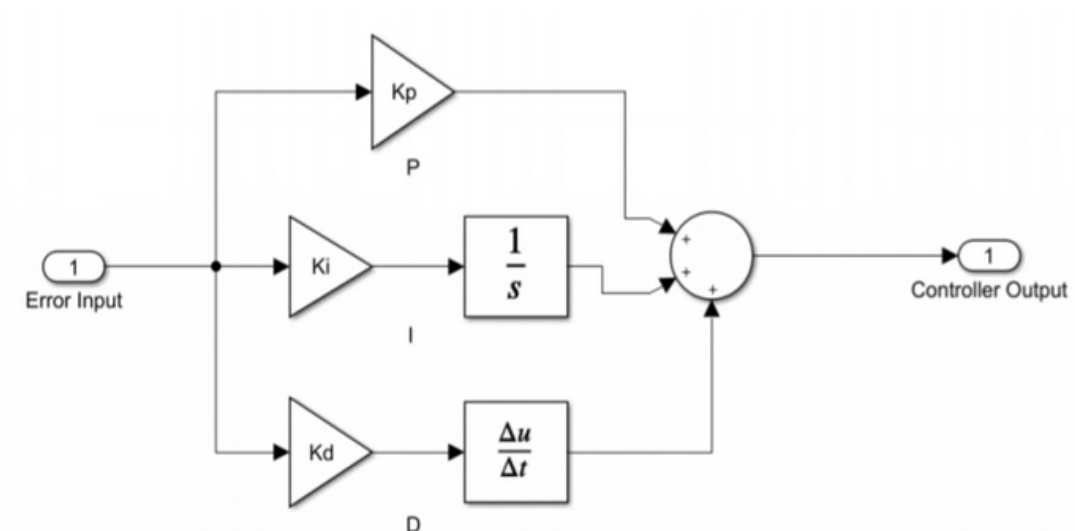 Kp
P
1
Error Input
Ki
1
s
I
+
+
+
1
Controller Output
Kd
Δu
Δt
D